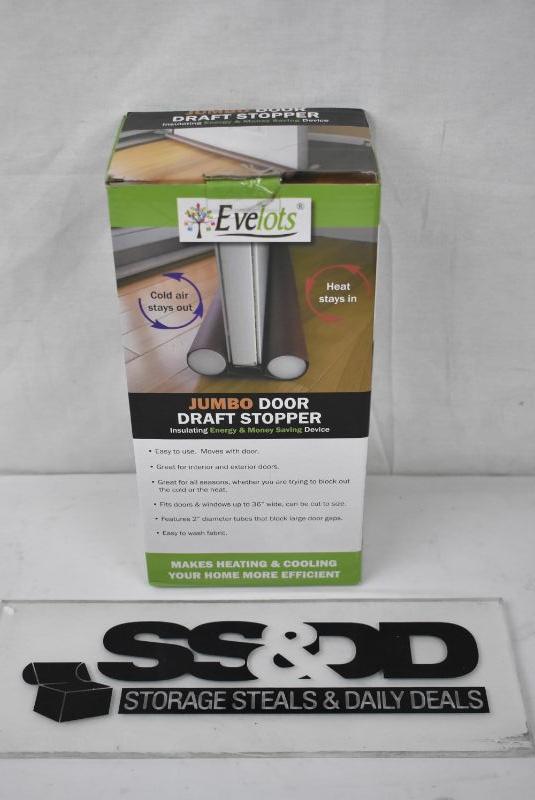 JUMBO DOOR
DRAFT STOPPER
Insulating Energy & Money Saving Device
Evelots®
Cold air
stays out
Heat
stays in
JUMBO DOOR
DRAFT STOPPER
Insulating Energy & Money Saving Device
• Easy to use. Moves with door.
• Great for interior and exterior doors.
• Great for all seasons, whether you are trying to block out
the cold or the heat.
• Fits doors & windows up to 36" wide, can be cut to size.
• Features 2" diameter tubes that block large door gaps.
• Easy to wash fabric.
MAKES HEATING & COOLING
YOUR HOME MORE EFFICIENT
SS&DD
STORAGE STEALS & DAILY DEALS